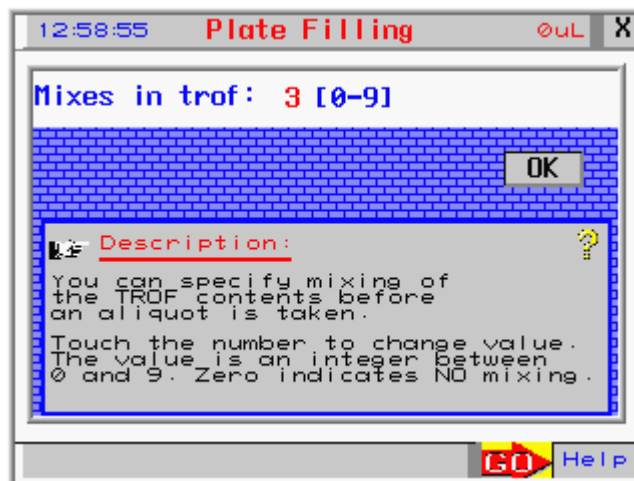 12:58:55 Plate Filling 0uL X
Mixes in trof: 3 [0-9]
OK
Description: ?
You can specify mixing of
the TROF contents before
an aliquot is taken.
Touch the number to change value.
The value is an integer between
0 and 9. Zero indicates NO mixing.
GO Help